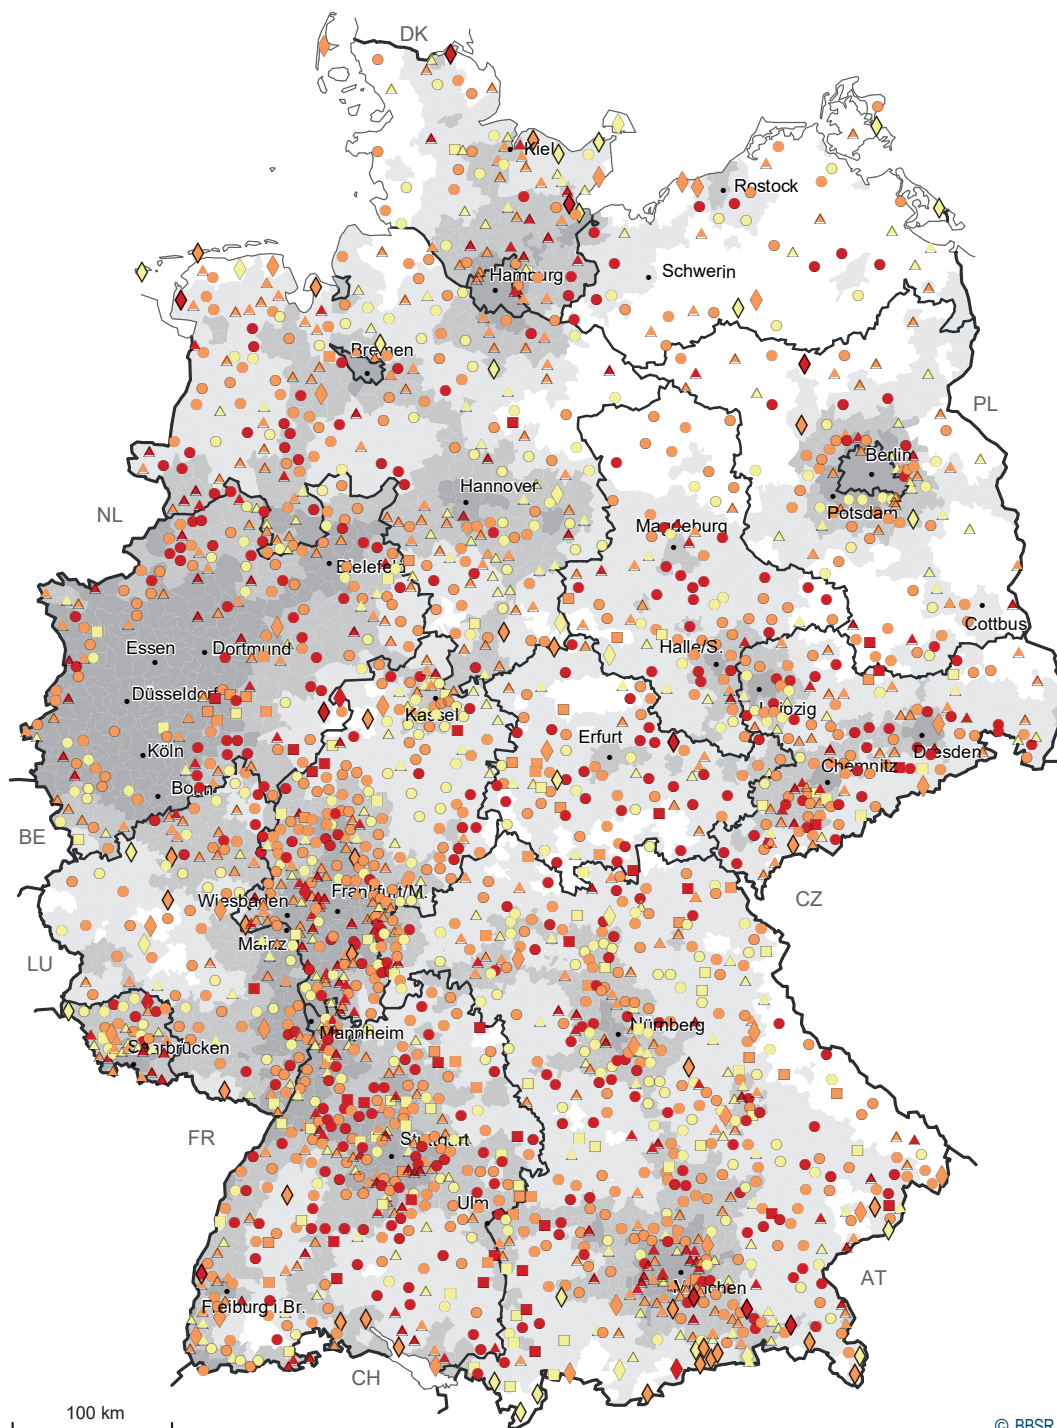 DK
Kiel
Rostock
Hamburg
Schwerin
Bremen
PL
Berlin
Hannover
NL
Potsdam
Magdeburg
Bielefeld
Cottbus
Essen
Dortmund
Halle/S.
Düsseldorf
Leipzig
Kassel
Erfurt
Dresden
Köln
Chemnitz
Bonn
BE
Frankfurt/M.
Wiesbaden
CZ
Mainz
LU
Mannheim
Nürnberg
Saarbrücken
FR
Stuttgart
Ulm
AT
München
Freiburg i.Br.
CH
100 km
© BBSR